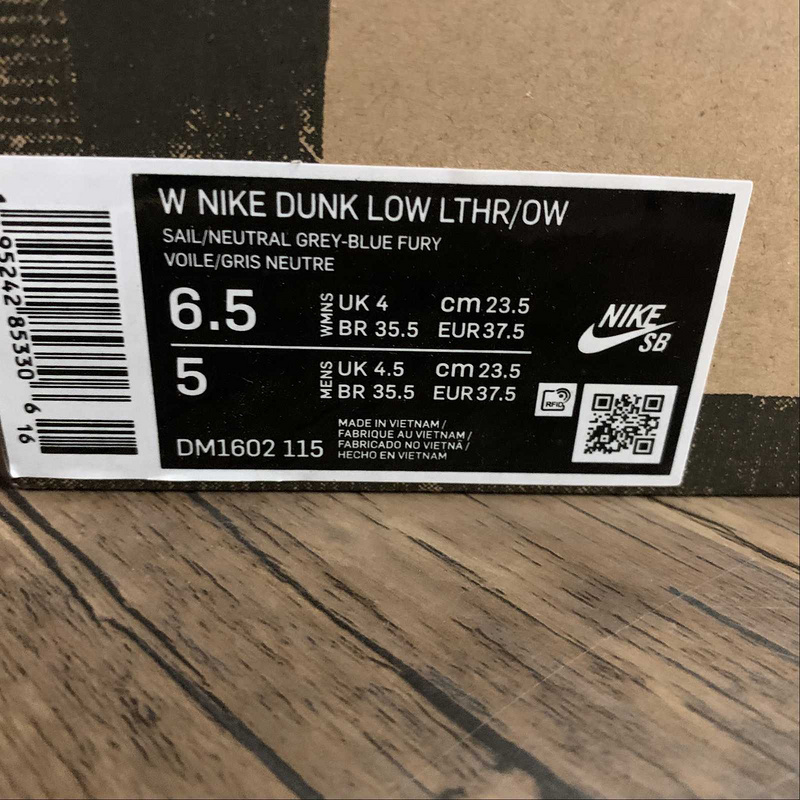 W NIKE DUNK LOW LTHR/OW
SAIL/NEUTRAL GREY-BLUE FURY
VOILE/GRIS NEUTRE
6.5 WMNS UK 4 cm 23.5
BR 35.5 EUR 37.5
5 MENS UK 4.5 cm 23.5
BR 35.5 EUR 37.5
DM1602 115
MADE IN VIETNAM /
FABRIQUE AU VIETNAM /
FABRICADO NO VIETNÃ /
HECHO EN VIETNAM
NIKE
SB
RFID
1 95242 85330 6 16